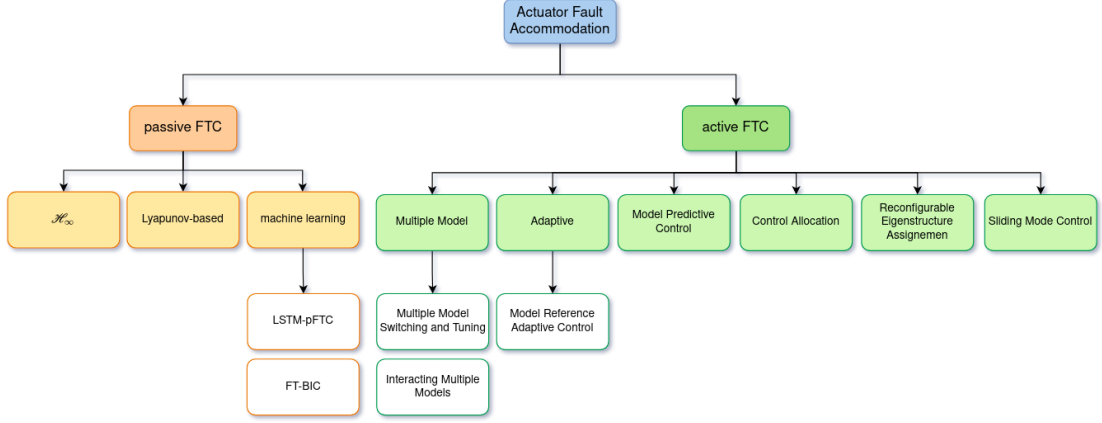 Actuator Fault
Accommodation
passive FTC
active FTC
ℋ∞
Lyapunov-based
machine learning
Multiple Model
Adaptive
Model Predictive
Control
Control Allocation
Reconfigurable
Eigenstructure
Assignemen
Sliding Mode Control
LSTM-pFTC
Multiple Model
Switching and Tuning
Model Reference
Adaptive Control
FT-BIC
Interacting Multiple
Models